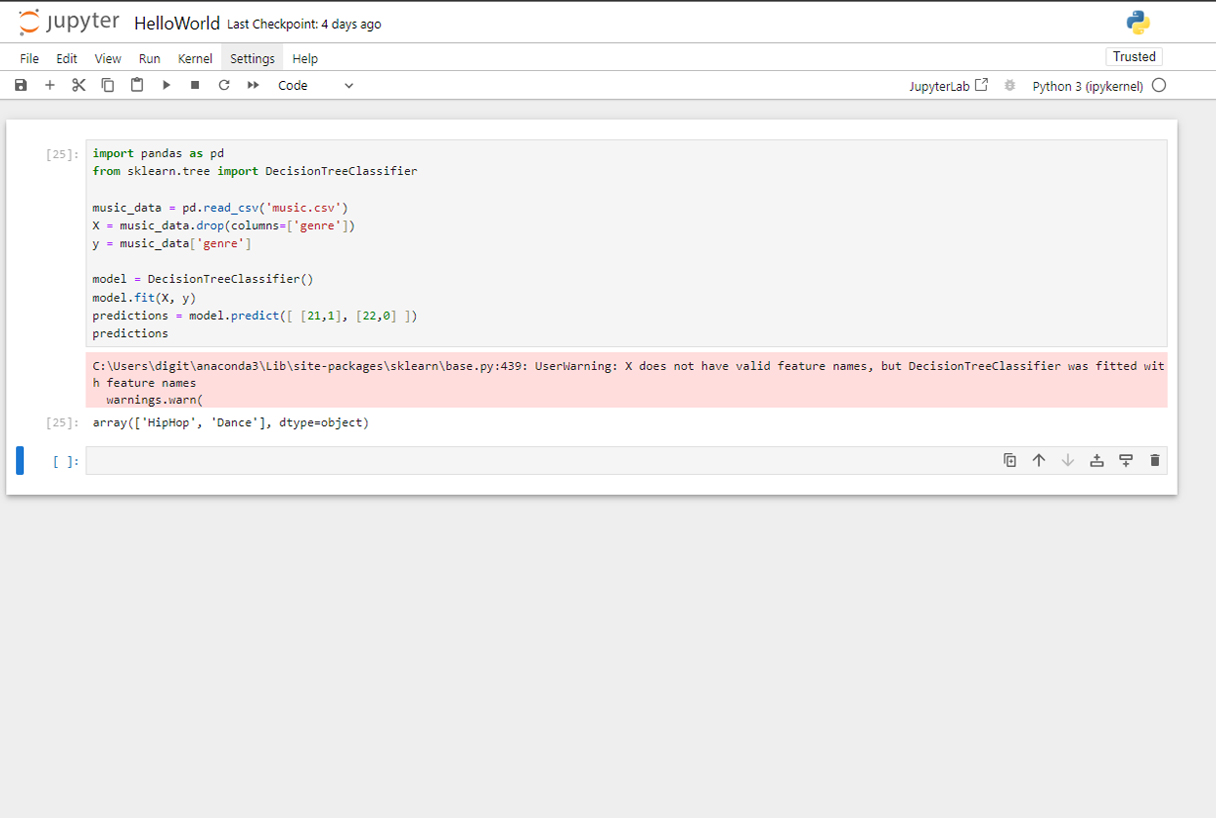 jupyter HelloWorld Last Checkpoint: 4 days ago
File Edit View Run Kernel Settings Help Trusted
Code JupyterLab Python 3 (ipykernel)
[25]: import pandas as pd
from sklearn.tree import DecisionTreeClassifier
music_data = pd.read_csv('music.csv')
X = music_data.drop(columns=['genre'])
y = music_data['genre']
model = DecisionTreeClassifier()
model.fit(X, y)
predictions = model.predict([ [21,1], [22,0] ])
predictions
C:\Users\digit\anaconda3\Lib\site-packages\sklearn\base.py:439: UserWarning: X does not have valid feature names, but DecisionTreeClassifier was fitted wit
h feature names
warnings.warn(
[25]: array(['HipHop', 'Dance'], dtype=object)
[ ]: